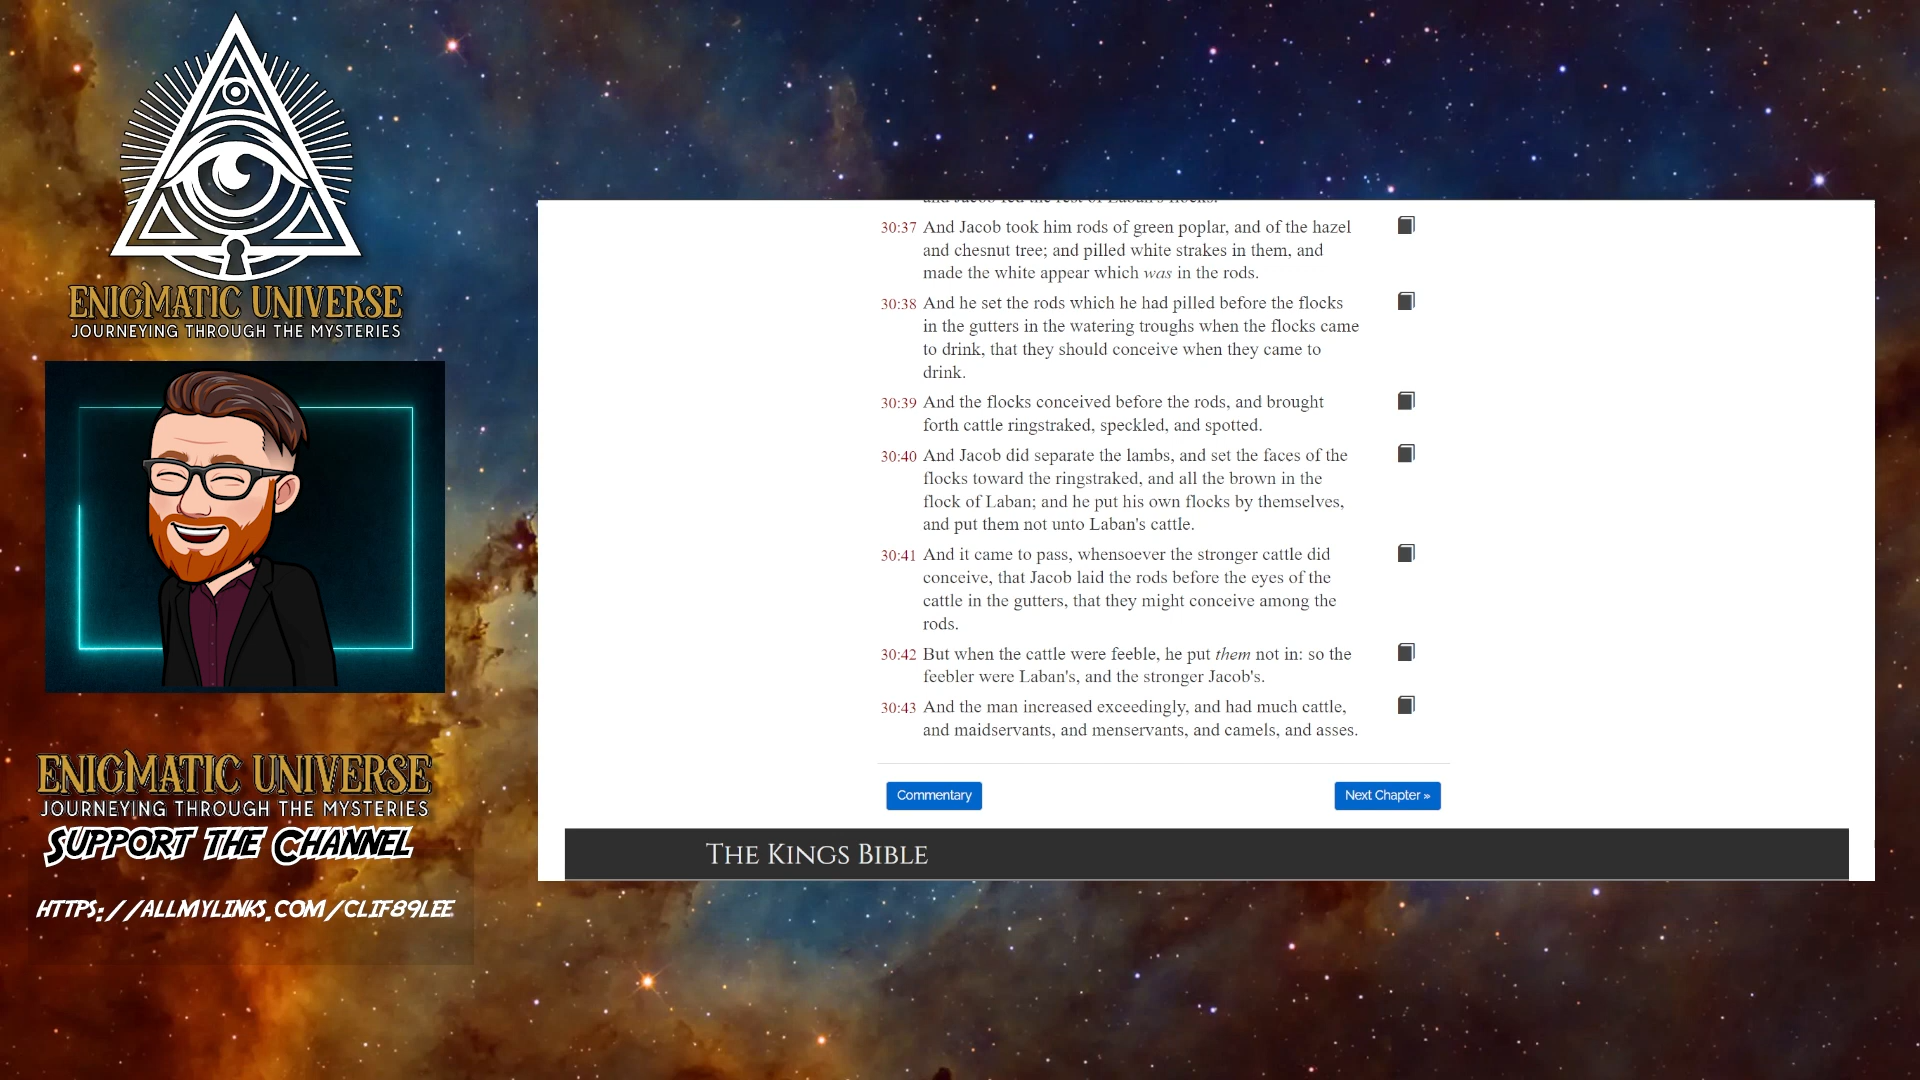 ENIGMATIC UNIVERSE
JOURNEYING THROUGH THE MYSTERIES
ENIGMATIC UNIVERSE
JOURNEYING THROUGH THE MYSTERIES
SUPPORT THE CHANNEL
HTTPS://ALLMYLINKS.COM/CLIF89LEE
and Jacob fed the rest of Laban's flocks.
30:37 And Jacob took him rods of green poplar, and of the hazel
and chesnut tree; and pilled white strakes in them, and
made the white appear which was in the rods.
30:38 And he set the rods which he had pilled before the flocks
in the gutters in the watering troughs when the flocks came
to drink, that they should conceive when they came to
drink.
30:39 And the flocks conceived before the rods, and brought
forth cattle ringstraked, speckled, and spotted.
30:40 And Jacob did separate the lambs, and set the faces of the
flocks toward the ringstraked, and all the brown in the
flock of Laban; and he put his own flocks by themselves,
and put them not unto Laban's cattle.
30:41 And it came to pass, whensoever the stronger cattle did
conceive, that Jacob laid the rods before the eyes of the
cattle in the gutters, that they might conceive among the
rods.
30:42 But when the cattle were feeble, he put them not in: so the
feebler were Laban's, and the stronger Jacob's.
30:43 And the man increased exceedingly, and had much cattle,
and maidservants, and menservants, and camels, and asses.
Commentary
Next Chapter »
THE KINGS BIBLE